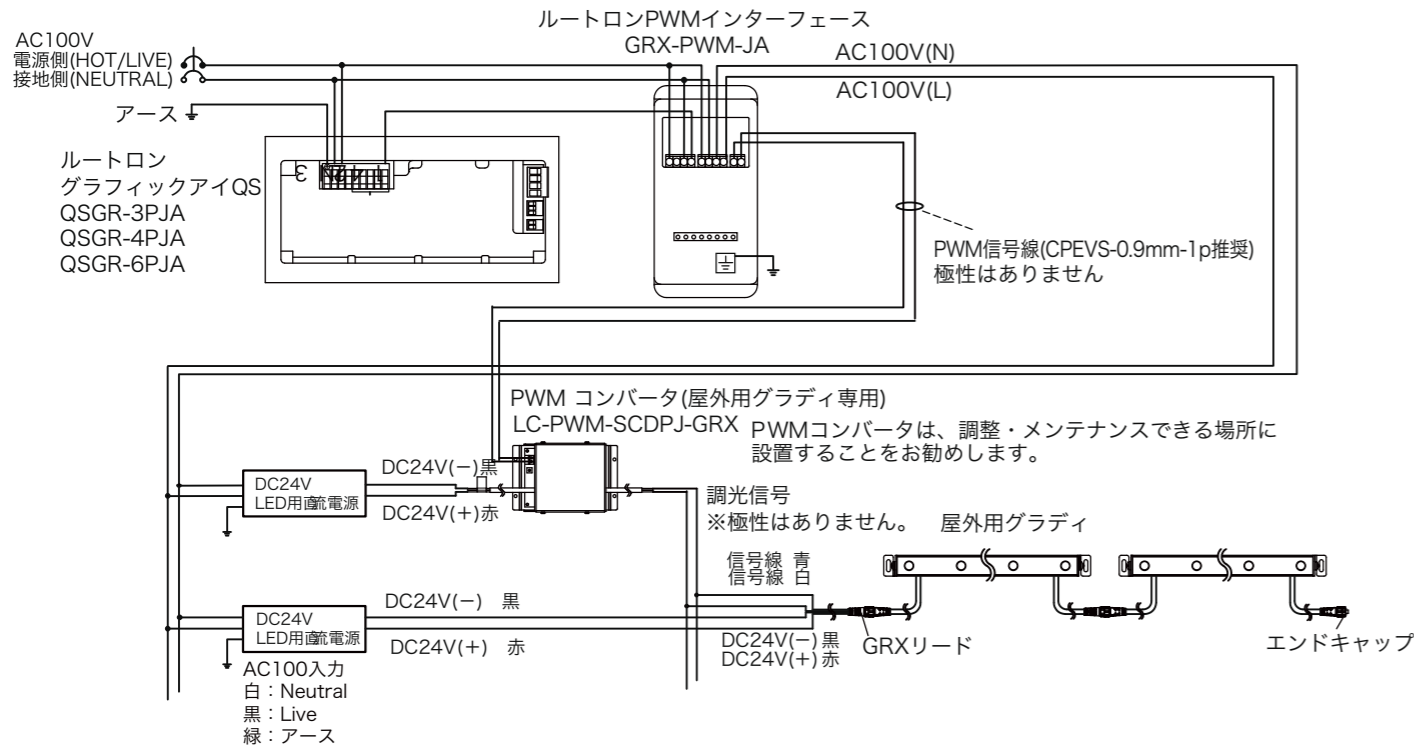 ルートロンPWMインターフェース
GRX-PWM-JA
AC100V
電源側(HOT/LIVE)
接地側(NEUTRAL)
アース
AC100V(N)
AC100V(L)
ルートロン
グラフィックアイQS
QSGR-3PJA
QSGR-4PJA
QSGR-6PJA
PWM信号線(CPEVS-0.9mm-1p推奨)
極性はありません
PWM コンバータ(屋外用グラディ専用)
LC-PWM-SCDPJ-GRX
PWMコンバータは、調整・メンテナンスできる場所に
設置することをお勧めします。
DC24V(−)黒
DC24V
LED用直流電源
DC24V(+)赤
調光信号
※極性はありません。
屋外用グラディ
信号線 青
信号線 白
DC24V(−) 黒
DC24V
LED用直流電源
DC24V(+) 赤
DC24V(−)黒
DC24V(+)赤
GRXリード
エンドキャップ
AC100入力
白：Neutral
黒：Live
緑：アース